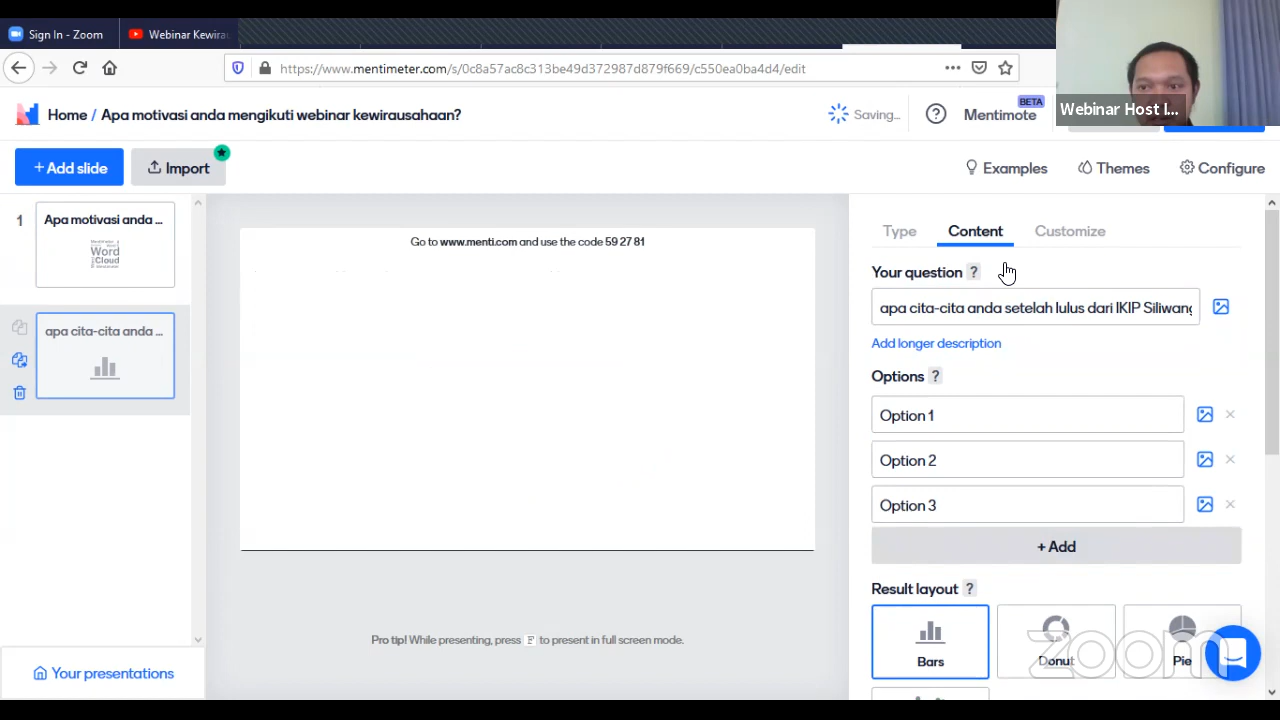 Sign In - Zoom
Webinar Kewirau
https://www.mentimeter.com/s/0c8a57ac8c313be49d372987d879f669/c550ea0ba4d4/edit
Home / Apa motivasi anda mengikuti webinar kewirausahaan?
Saving...
Mentimote
BETA
Webinar Host I...
+ Add slide
Import
Examples
Themes
Configure
1
Apa motivasi anda ...
Word
Cloud
apa cita-cita anda ...
Your presentations
Go to www.menti.com and use the code 59 27 81
Pro tip! While presenting, press F to present in full screen mode.
Type
Content
Customize
Your question ?
apa cita-cita anda setelah lulus dari IKIP Siliwang
Add longer description
Options ?
Option 1
Option 2
Option 3
+ Add
Result layout ?
Bars
Donut
Pie
zoom